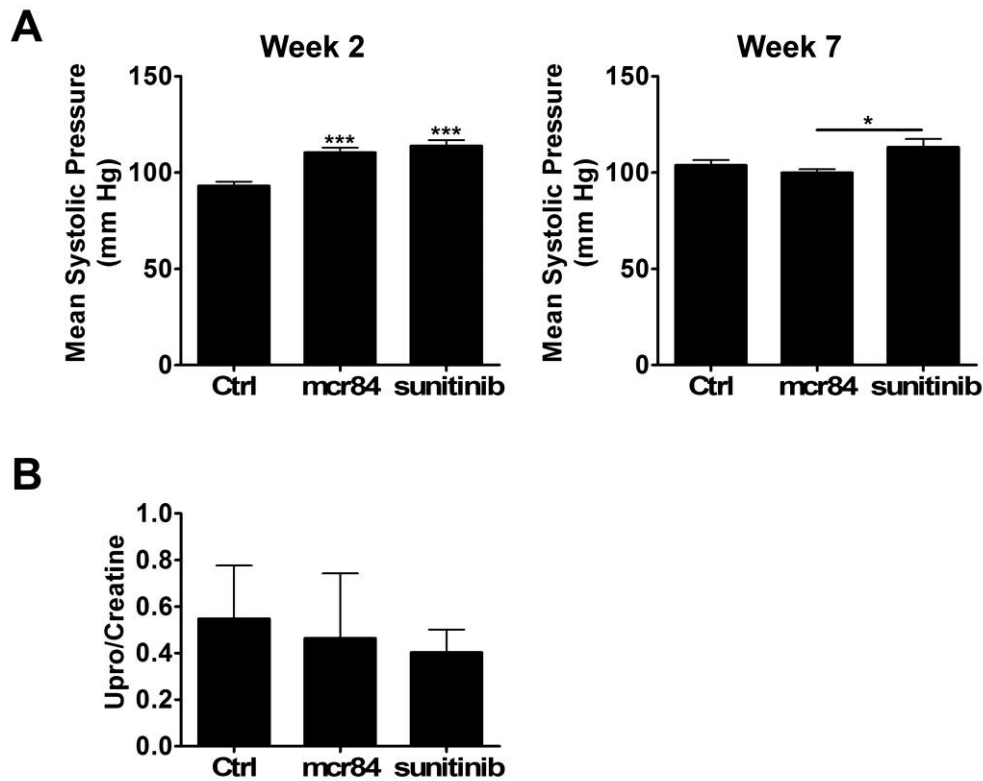 A
Week 2
Mean Systolic Pressure
(mm Hg)
150
100
50
0
***
***
Ctrl
mcr84
sunitinib
Week 7
Mean Systolic Pressure
(mm Hg)
150
100
50
0
*
Ctrl
mcr84
sunitinib
B
Upro/Creatine
1.0
0.8
0.6
0.4
0.2
0.0
Ctrl
mcr84
sunitinib